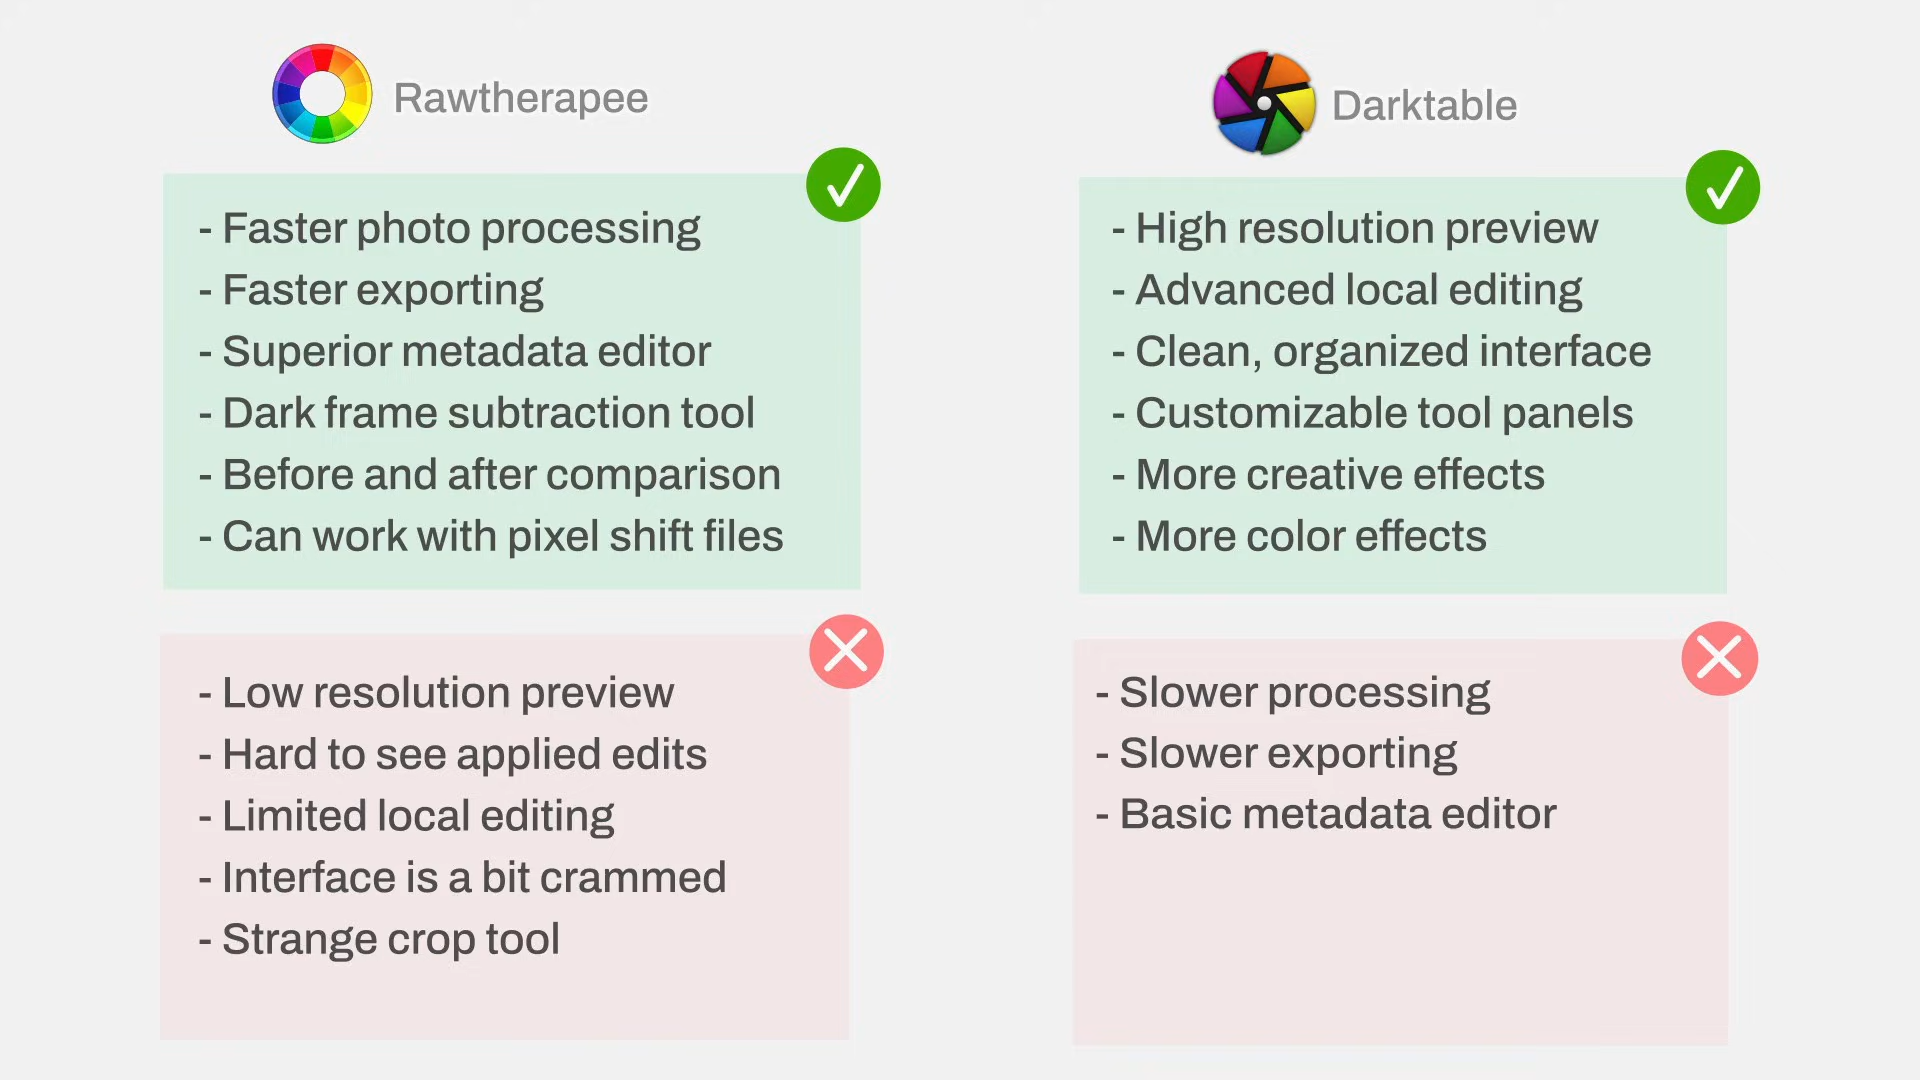 Rawtherapee
- Faster photo processing
- Faster exporting
- Superior metadata editor
- Dark frame subtraction tool
- Before and after comparison
- Can work with pixel shift files
- Low resolution preview
- Hard to see applied edits
- Limited local editing
- Interface is a bit crammed
- Strange crop tool
Darktable
- High resolution preview
- Advanced local editing
- Clean, organized interface
- Customizable tool panels
- More creative effects
- More color effects
- Slower processing
- Slower exporting
- Basic metadata editor